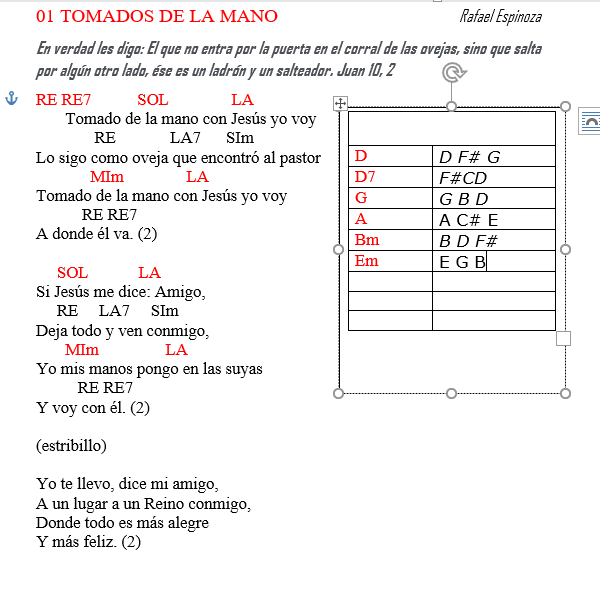 01 TOMADOS DE LA MANO Rafael Espinoza
En verdad les digo: El que no entra por la puerta en el corral de las ovejas, sino que salta
por algún otro lado, ése es un ladrón y un salteador. Juan 10, 2
RE RE7 SOL LA
Tomado de la mano con Jesús yo voy
RE LA7 SIm
Lo sigo como oveja que encontró al pastor
MIm LA
Tomado de la mano con Jesús yo voy
RE RE7
A donde él va. (2)
SOL LA
Si Jesús me dice: Amigo,
RE LA7 SIm
Deja todo y ven conmigo,
MIm LA
Yo mis manos pongo en las suyas
RE RE7
Y voy con él. (2)
(estribillo)
Yo te llevo, dice mi amigo,
A un lugar a un Reino conmigo,
Donde todo es más alegre
Y más feliz. (2)
D D F# G
D7 F#CD
G G B D
A A C# E
Bm B D F#
Em E G B